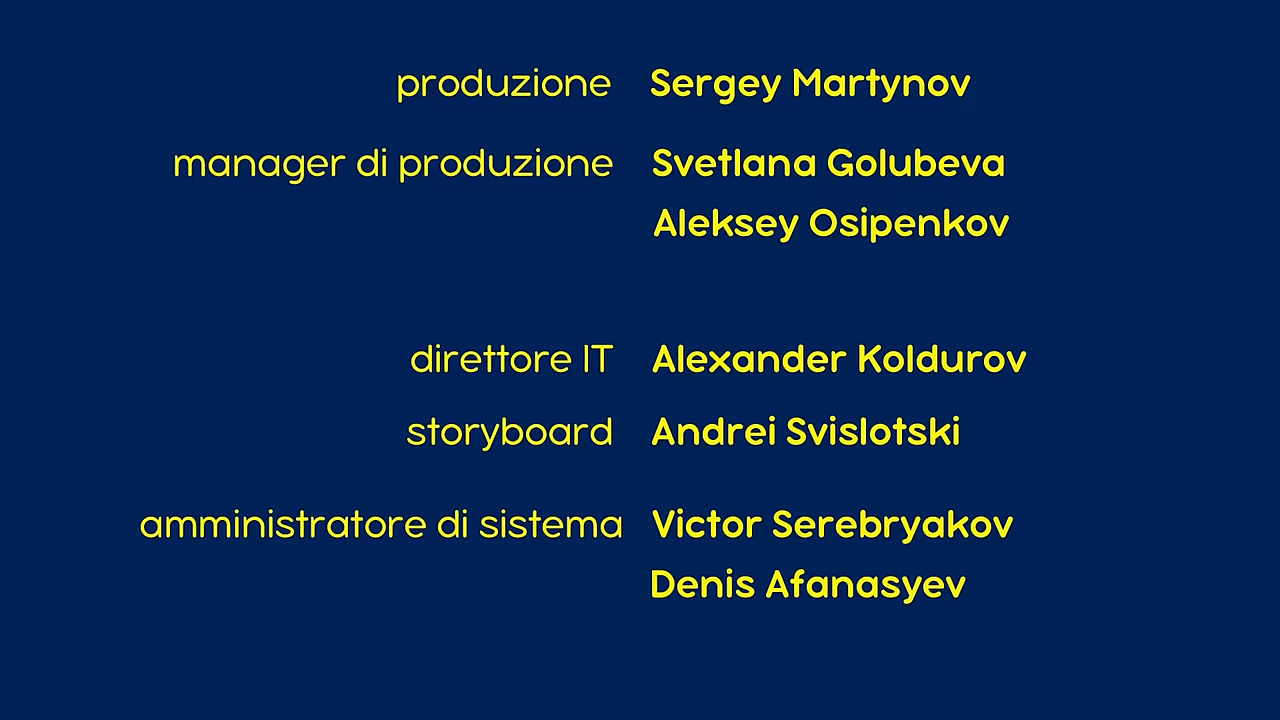 produzione Sergey Martynov
manager di produzione Svetlana Golubeva
Aleksey Osipenkov
direttore IT Alexander Koldurov
storyboard Andrei Svislotski
amministratore di sistema Victor Serebryakov
Denis Afanasyev